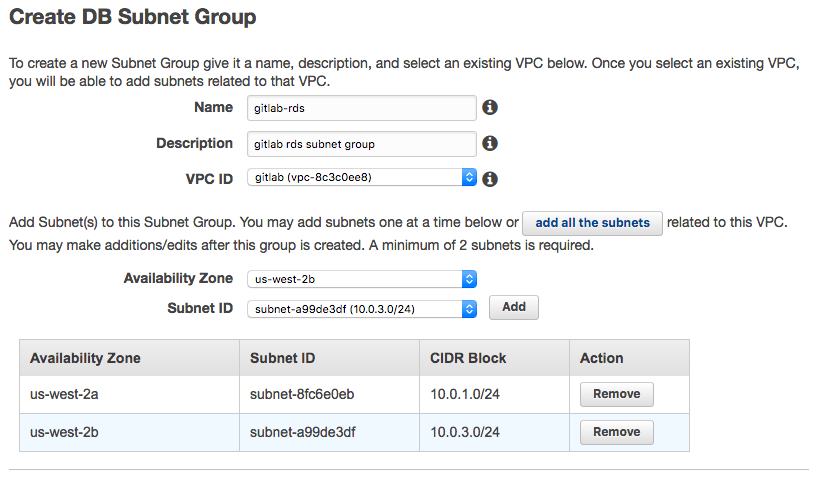 Create DB Subnet Group
To create a new Subnet Group give it a name, description, and select an existing VPC below. Once you select an existing VPC,
you will be able to add subnets related to that VPC.
Name gitlab-rds
Description gitlab rds subnet group
VPC ID gitlab (vpc-8c3c0ee8)
Add Subnet(s) to this Subnet Group. You may add subnets one at a time below or add all the subnets related to this VPC.
You may make additions/edits after this group is created. A minimum of 2 subnets is required.
Availability Zone us-west-2b
Subnet ID subnet-a99de3df (10.0.3.0/24) Add
Availability Zone Subnet ID CIDR Block Action
us-west-2a subnet-8fc6e0eb 10.0.1.0/24 Remove
us-west-2b subnet-a99de3df 10.0.3.0/24 Remove